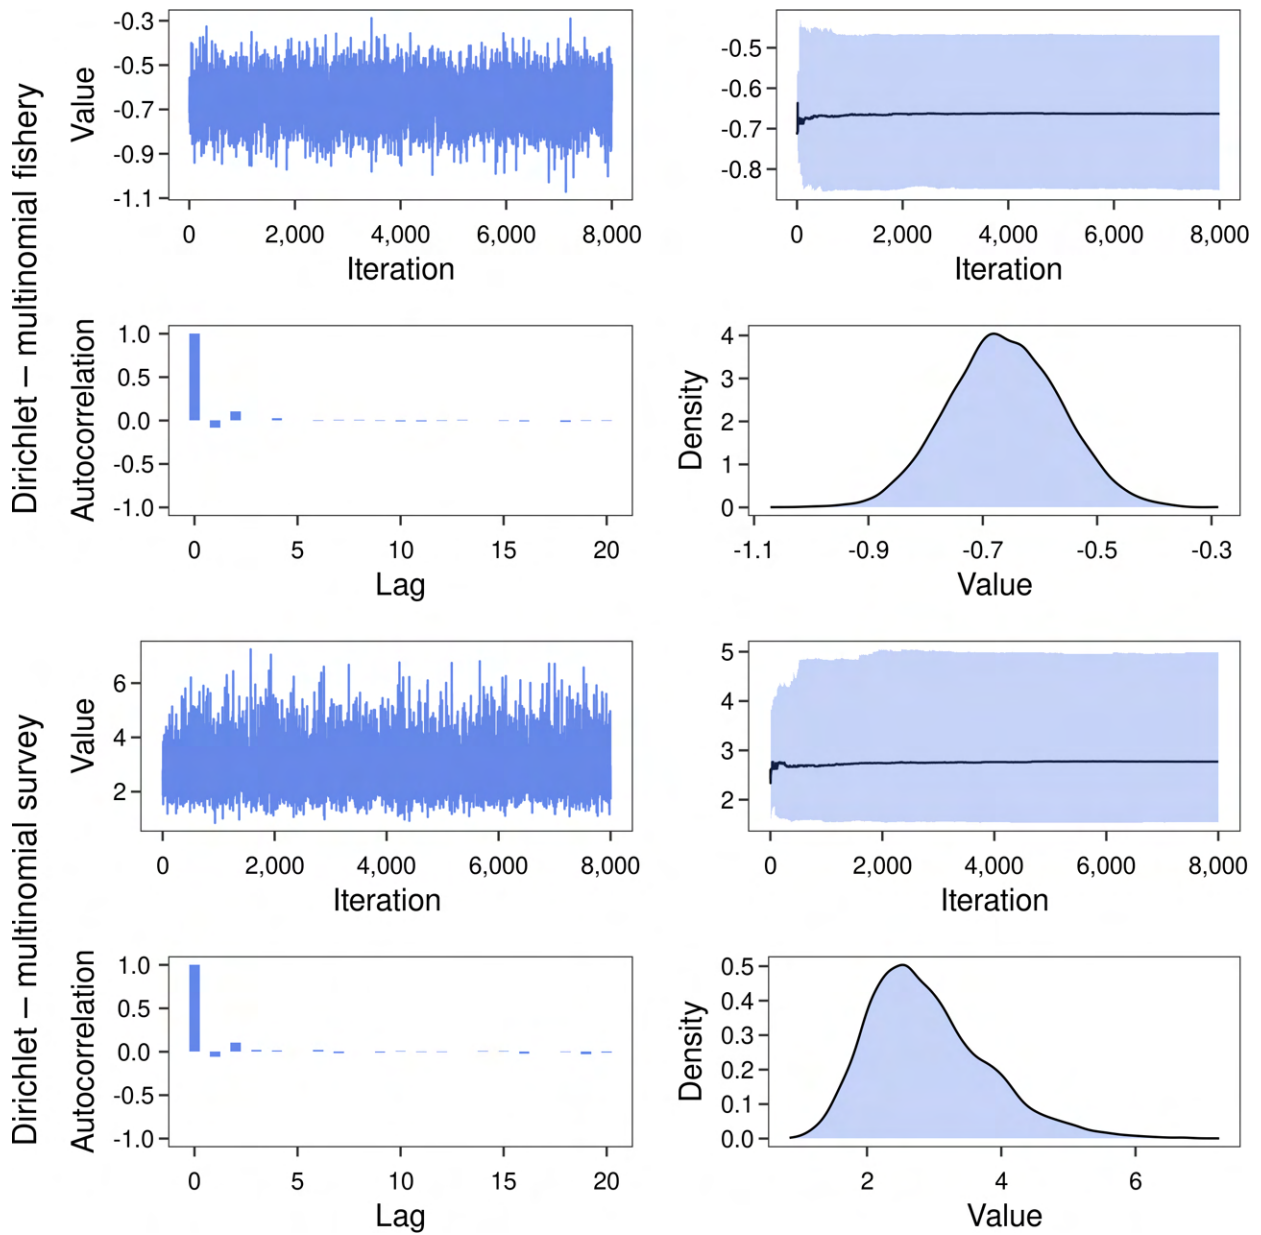 Dirichlet – multinomial fishery
Value
-0.3
-0.5
-0.7
-0.9
-1.1
0 2,000 4,000 6,000 8,000
Iteration
-0.5
-0.6
-0.7
-0.8
0 2,000 4,000 6,000 8,000
Iteration
Autocorrelation
1.0
0.5
0.0
-0.5
-1.0
0 5 10 15 20
Lag
Density
4
3
2
1
0
-1.1 -0.9 -0.7 -0.5 -0.3
Value
Dirichlet – multinomial survey
Value
6
4
2
0 2,000 4,000 6,000 8,000
Iteration
5
4
3
2
0 2,000 4,000 6,000 8,000
Iteration
Autocorrelation
1.0
0.5
0.0
-0.5
-1.0
0 5 10 15 20
Lag
Density
0.5
0.4
0.3
0.2
0.1
0.0
2 4 6
Value